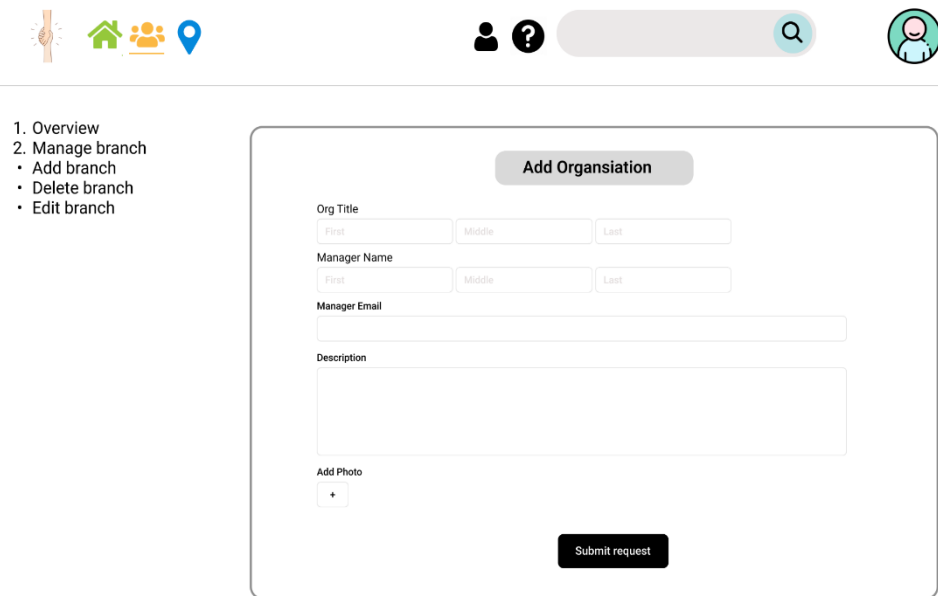 1. Overview
2. Manage branch
• Add branch
• Delete branch
• Edit branch
Add Organsiation
Org Title
First Middle Last
Manager Name
First Middle Last
Manager Email
Description
Add Photo
+
Submit request